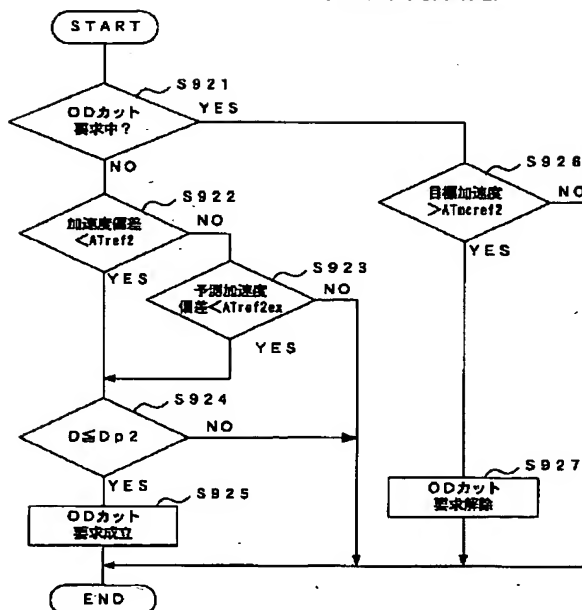 START
S921
ODカット
要求中?
YES
NO
S926
目標加速度
>ATmcref2
NO
YES
S922
加速度偏差
<ATref2
NO
YES
S923
予測加速度
偏差<ATref2ex
NO
YES
S924
D≦Dp2
NO
YES
S925
ODカット
要求成立
S927
ODカット
要求解除
END